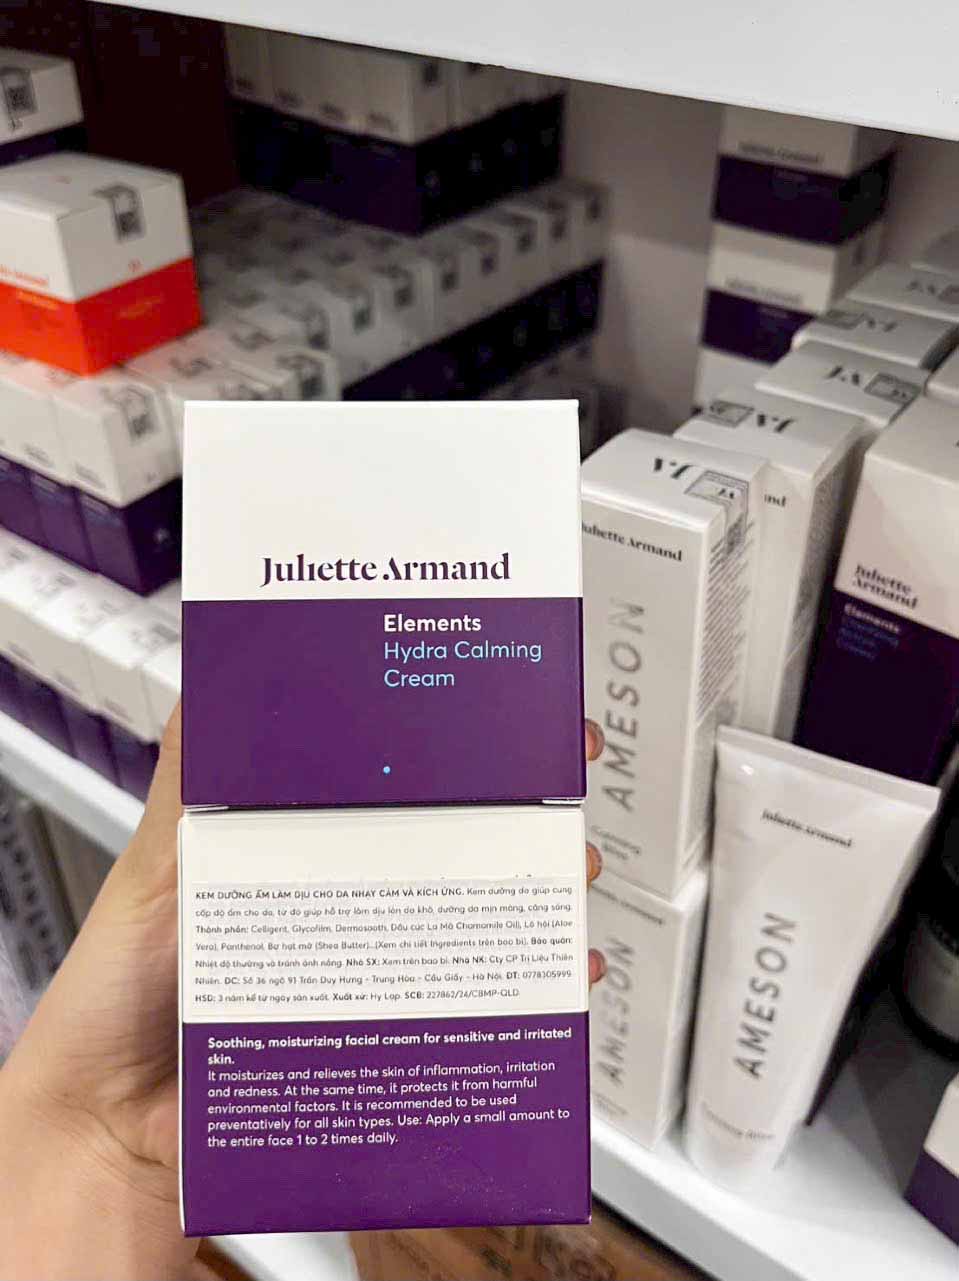 Juliette Armand
Elements
Hydra Calming
Cream
KEM DƯỠNG ẨM LÀM DỊU CHO DA NHẠY CẢM VÀ KÍCH ỨNG. Kem dưỡng da giúp cung
cấp độ ẩm cho da, từ đó giúp hỗ trợ làm dịu làn da khô, dưỡng da mịn màng, căng sáng.
Thành phần: Celligent, Glycofilm, Dermosooth, Dầu cúc La Mã Chamomile Oil), Lô hội (Aloe
Vera), Panthenol, Bơ hạt mỡ (Shea Butter)...(Xem chi tiết Ingredients trên bao bì). Bảo quản:
Nhiệt độ thường và tránh ánh nắng. Nhà SX: Xem trên bao bì. Nhà NK: Cty CP Trị Liệu Thiên
Nhiên. ĐC: Số 36 ngõ 91 Trần Duy Hưng - Trung Hòa - Cầu Giấy - Hà Nội. ĐT: 0778305999.
HSD: 3 năm kể từ ngày sản xuất. Xuất xứ: Hy Lạp. SCB: 227862/24/CBMP-QLD.
Soothing, moisturizing facial cream for sensitive and irritated
skin.
It moisturizes and relieves the skin of inflammation, irritation
and redness. At the same time, it protects it from harmful
environmental factors. It is recommended to be used
preventatively for all skin types. Use: Apply a small amount to
the entire face 1 to 2 times daily.
Juliette Armand
AMESON
Juliette
Armand
Elements
Juliette Armand
AMESON
AMESON